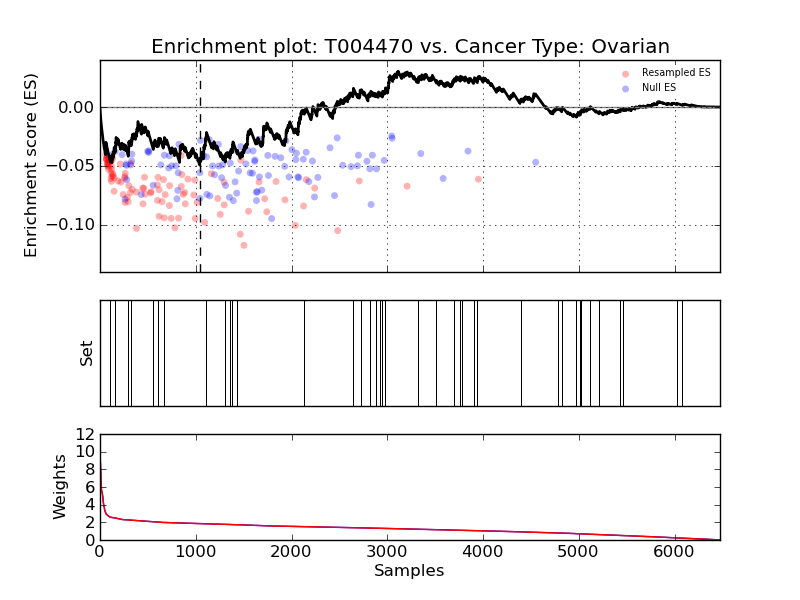 Enrichment plot: T004470 vs. Cancer Type: Ovarian
Enrichment score (ES)
0.00
−0.05
−0.10
Resampled ES
Null ES
Set
Weights
12
10
8
6
4
2
0
0 1000 2000 3000 4000 5000 6000
Samples